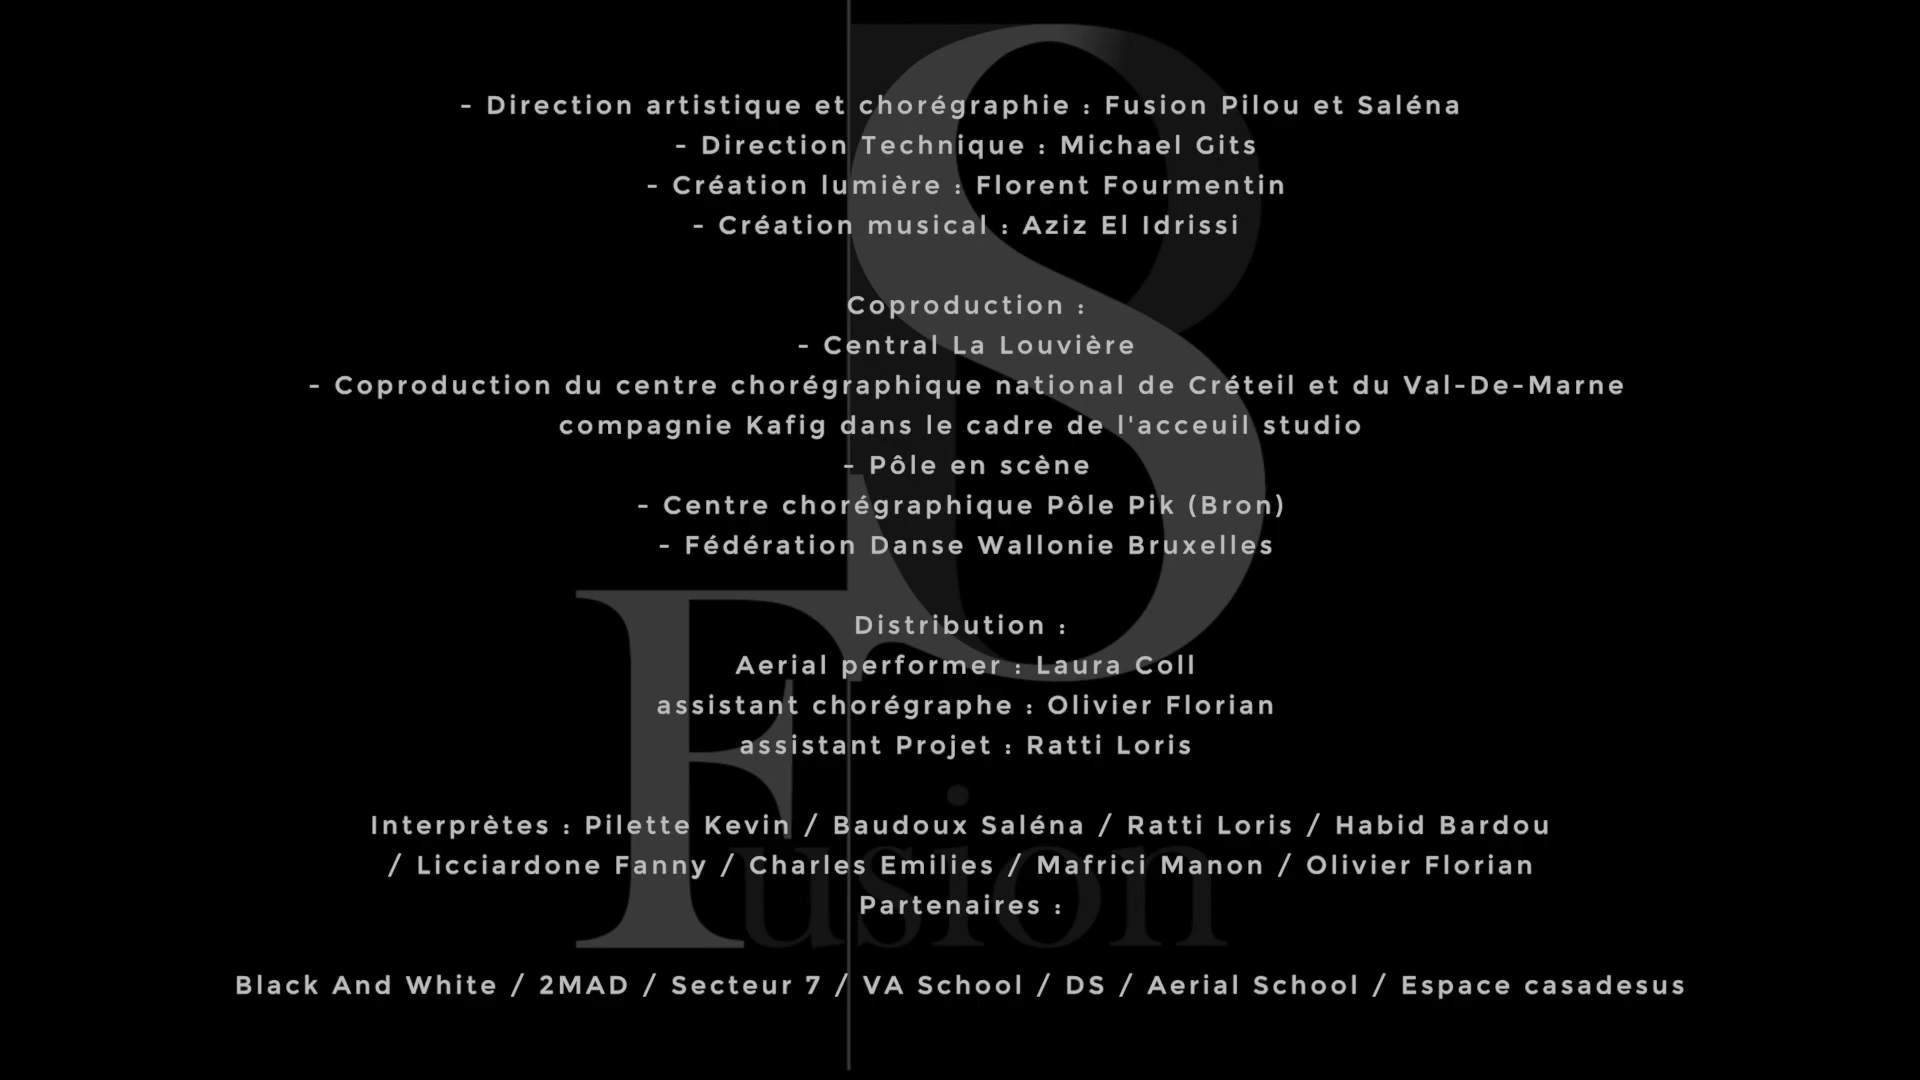 - Direction artistique et chorégraphie : Fusion Pilou et Saléna
- Direction Technique : Michael Gits
- Création lumière : Florent Fourmentin
- Création musical : Aziz El Idrissi
Coproduction :
- Central La Louvière
- Coproduction du centre chorégraphique national de Créteil et du Val-De-Marne
compagnie Kafig dans le cadre de l'acceuil studio
- Pôle en scène
- Centre chorégraphique Pôle Pik (Bron)
- Fédération Danse Wallonie Bruxelles
Distribution :
Aerial performer : Laura Coll
assistant chorégraphe : Olivier Florian
assistant Projet : Ratti Loris
Interprètes : Pilette Kevin / Baudoux Saléna / Ratti Loris / Habid Bardou
/ Licciardone Fanny / Charles Emilies / Mafrici Manon / Olivier Florian
Partenaires :
Black And White / 2MAD / Secteur 7 / VA School / DS / Aerial School / Espace casadesus
S
Fusion